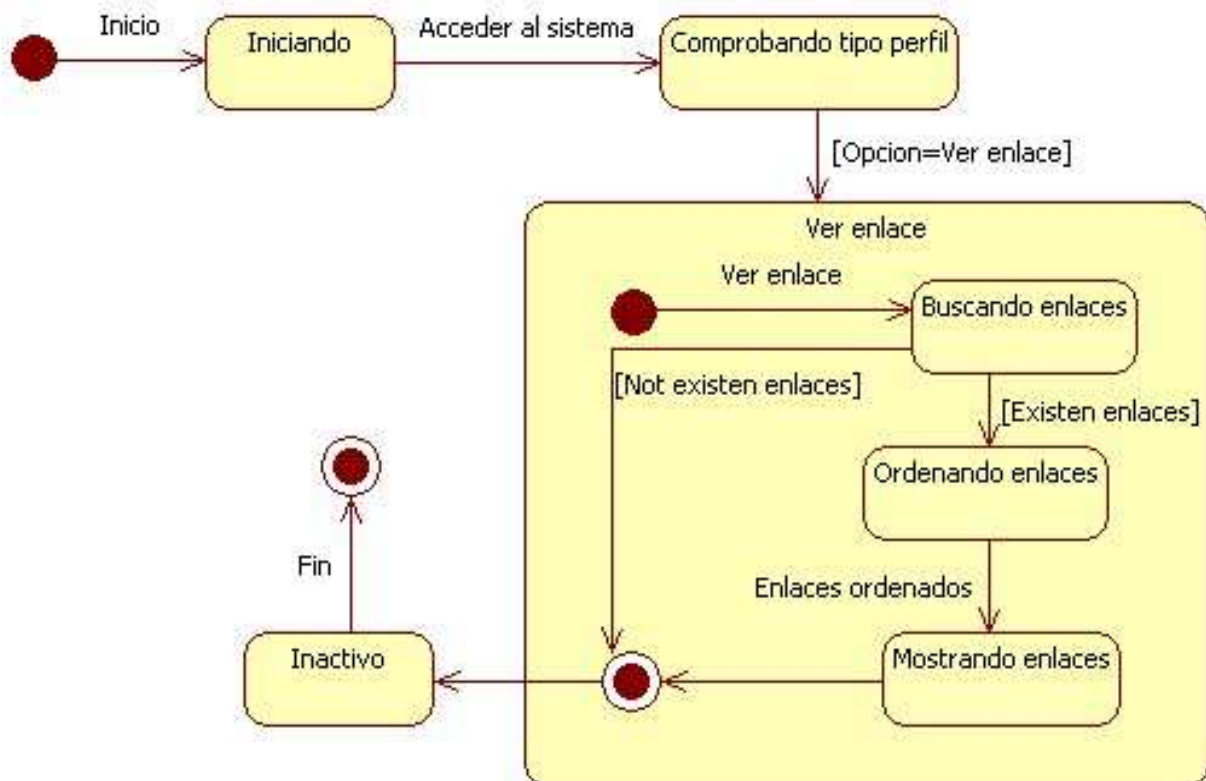 Inicio
Iniciando
Acceder al sistema
Comprobando tipo perfil
[Opcion=Ver enlace]
Ver enlace
Ver enlace
Buscando enlaces
[Not existen enlaces]
[Existen enlaces]
Ordenando enlaces
Fin
Enlaces ordenados
Inactivo
Mostrando enlaces